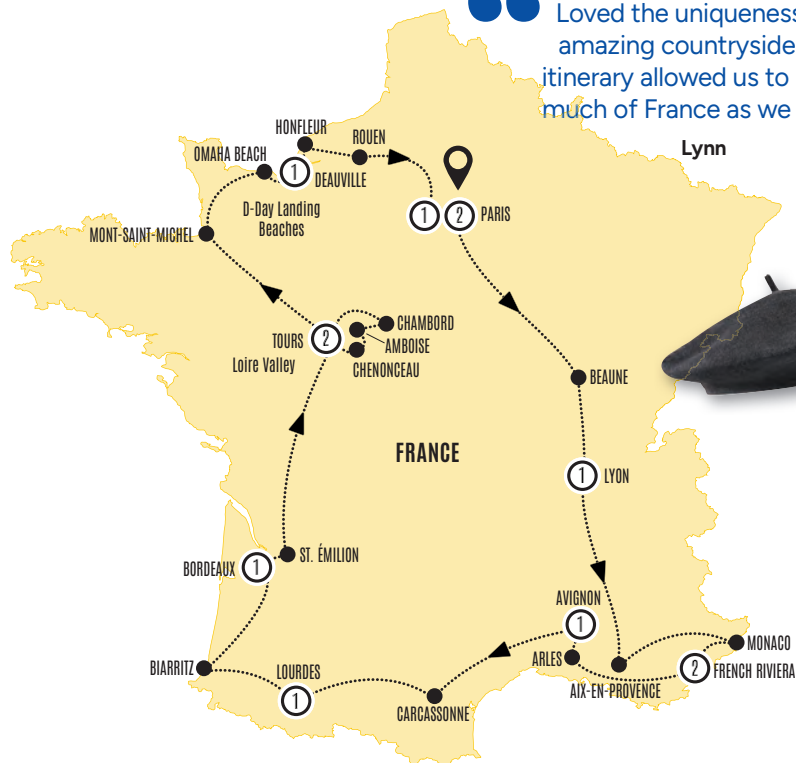 Loved the uniqueness
amazing countryside
itinerary allowed us to
much of France as we
Lynn
HONFLEUR
ROUEN
OMAHA BEACH
1
DEAUVILLE
D-Day Landing
Beaches
1
2
PARIS
MONT-SAINT-MICHEL
CHAMBORD
TOURS
2
AMBOISE
Loire Valley
CHENONCEAU
BEAUNE
FRANCE
1
LYON
ST. ÉMILION
BORDEAUX
1
AVIGNON
1
MONACO
BIARRITZ
LOURDES
ARLES
2
FRENCH RIVIERA
1
AIX-EN-PROVENCE
CARCASSONNE